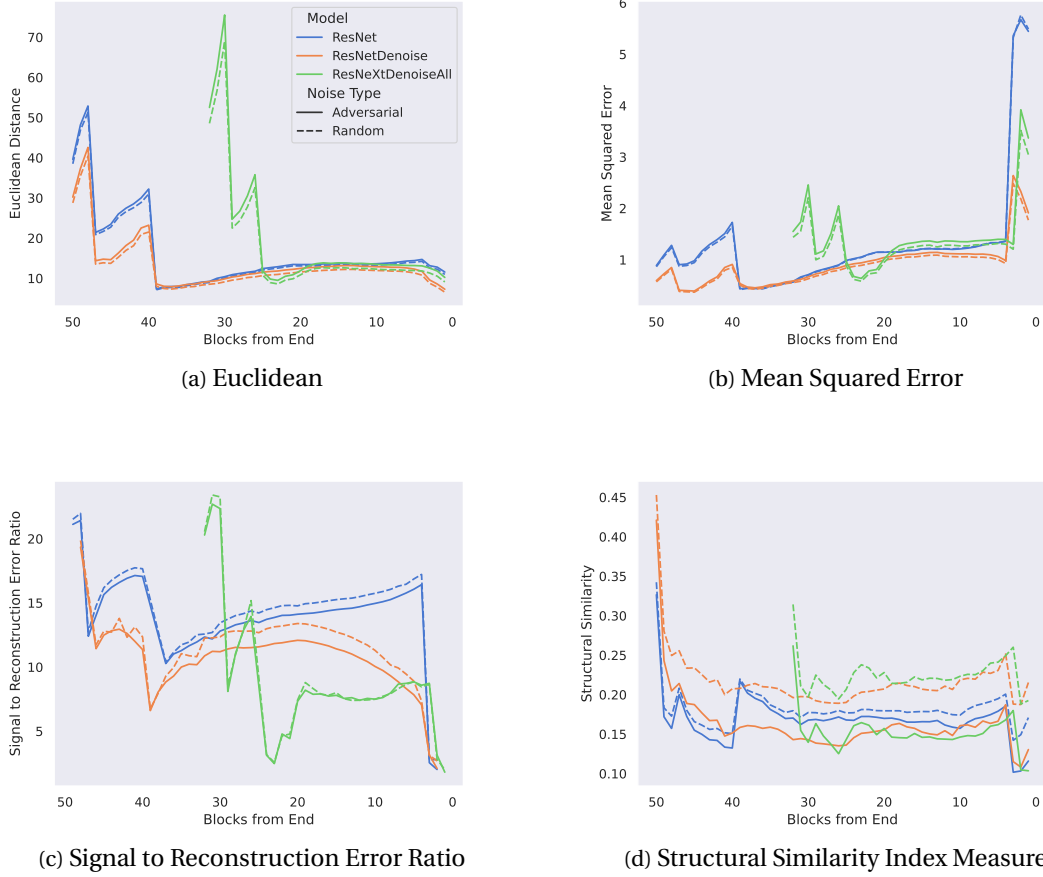 Euclidean Distance
70
60
50
40
30
20
10
50 40 30 20 10 0
Blocks from End
Model
ResNet
ResNetDenoise
ResNeXtDenoiseAll
Noise Type
Adversarial
Random
(a) Euclidean
Mean Squared Error
6
5
4
3
2
1
50 40 30 20 10 0
Blocks from End
(b) Mean Squared Error
Signal to Reconstruction Error Ratio
20
15
10
5
50 40 30 20 10 0
Blocks from End
(c) Signal to Reconstruction Error Ratio
Structural Similarity
0.45
0.40
0.35
0.30
0.25
0.20
0.15
0.10
50 40 30 20 10 0
Blocks from End
(d) Structural Similarity Index Measure